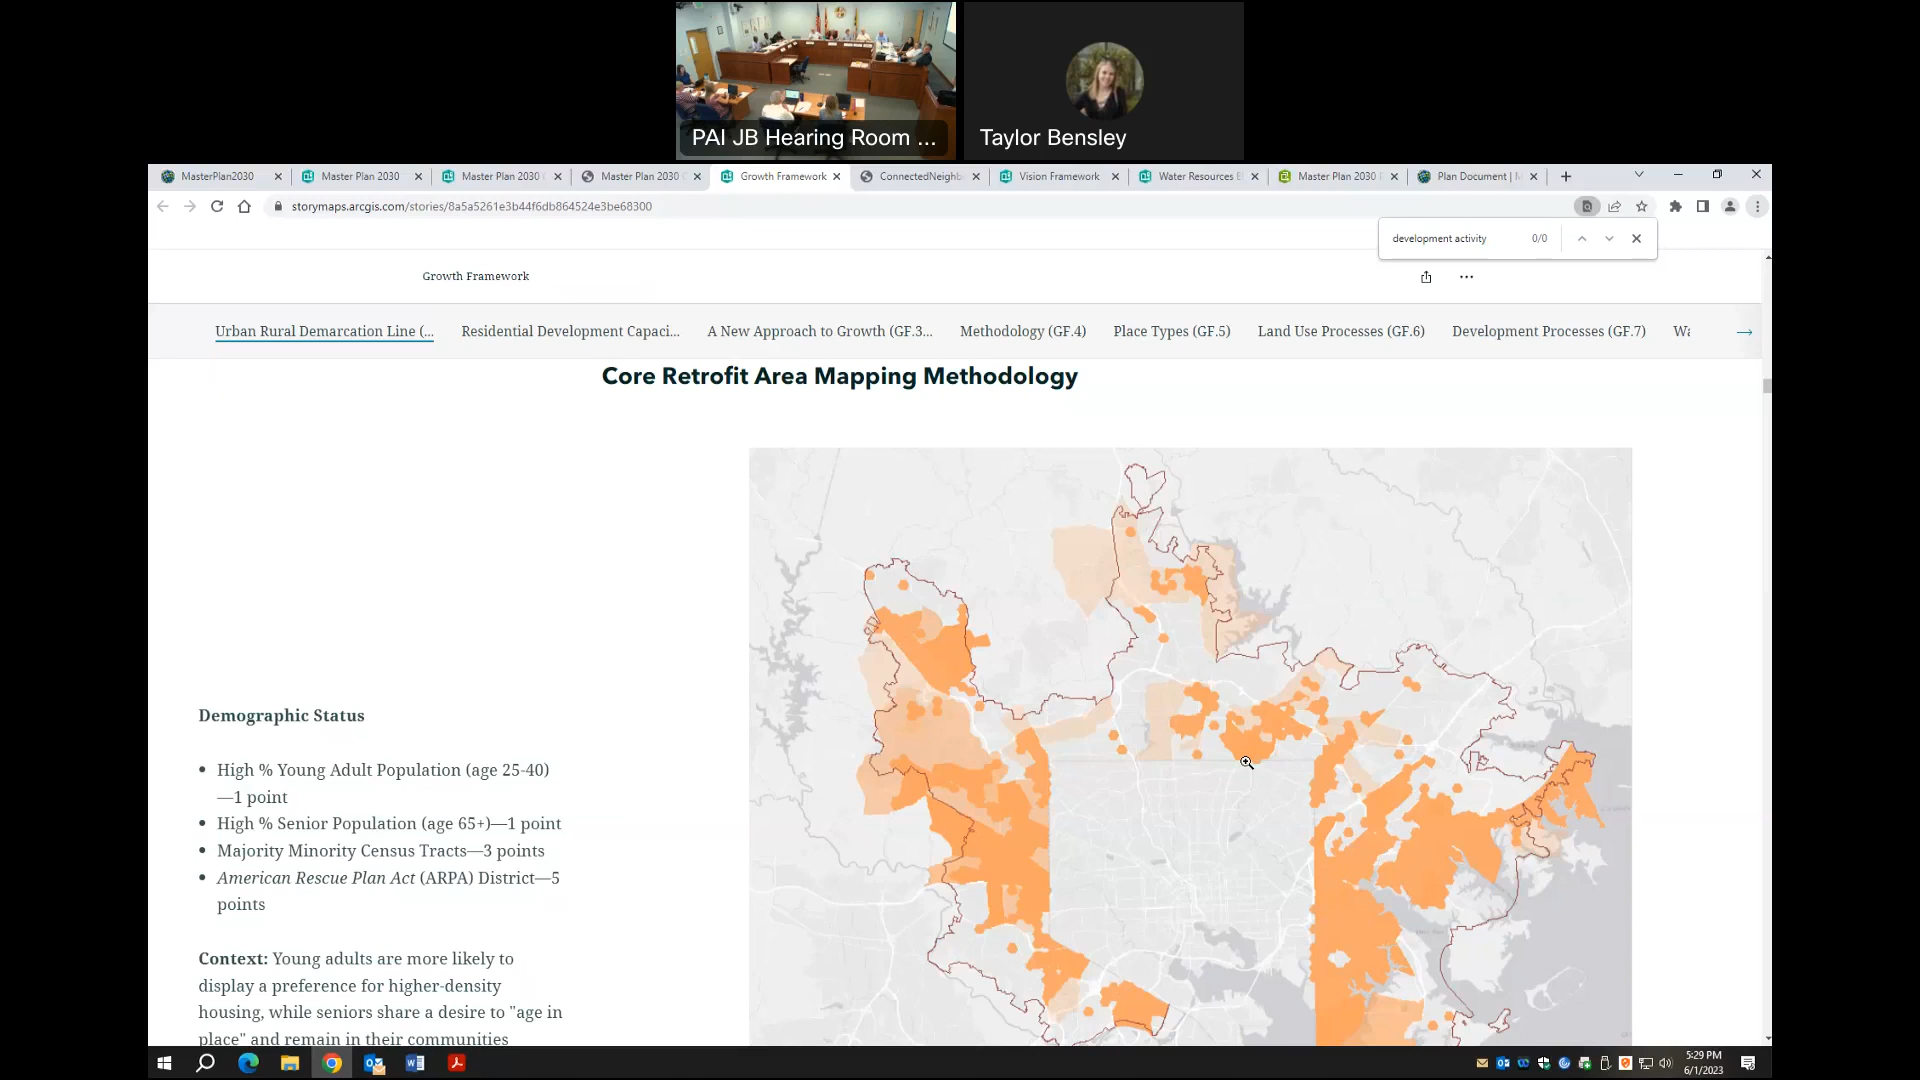 PAI JB Hearing Room ...
Taylor Bensley
MasterPlan2030
Master Plan 2030
Master Plan 2030
Master Plan 2030
Growth Framework
ConnectedNeighb
Vision Framework
Water Resources E
Master Plan 2030
Plan Document |
storymaps.arcgis.com/stories/8a5a5261e3b44f6db864524e3be68300
development activity
0/0
Growth Framework
Urban Rural Demarcation Line (...
Residential Development Capaci...
A New Approach to Growth (GF.3...
Methodology (GF.4)
Place Types (GF.5)
Land Use Processes (GF.6)
Development Processes (GF.7)
Wa
Core Retrofit Area Mapping Methodology
Demographic Status
• High % Young Adult Population (age 25-40)
—1 point
• High % Senior Population (age 65+)—1 point
• Majority Minority Census Tracts—3 points
• American Rescue Plan Act (ARPA) District—5
points
Context: Young adults are more likely to
display a preference for higher-density
housing, while seniors share a desire to "age in
place" and remain in their communities
5:29 PM
6/1/2023